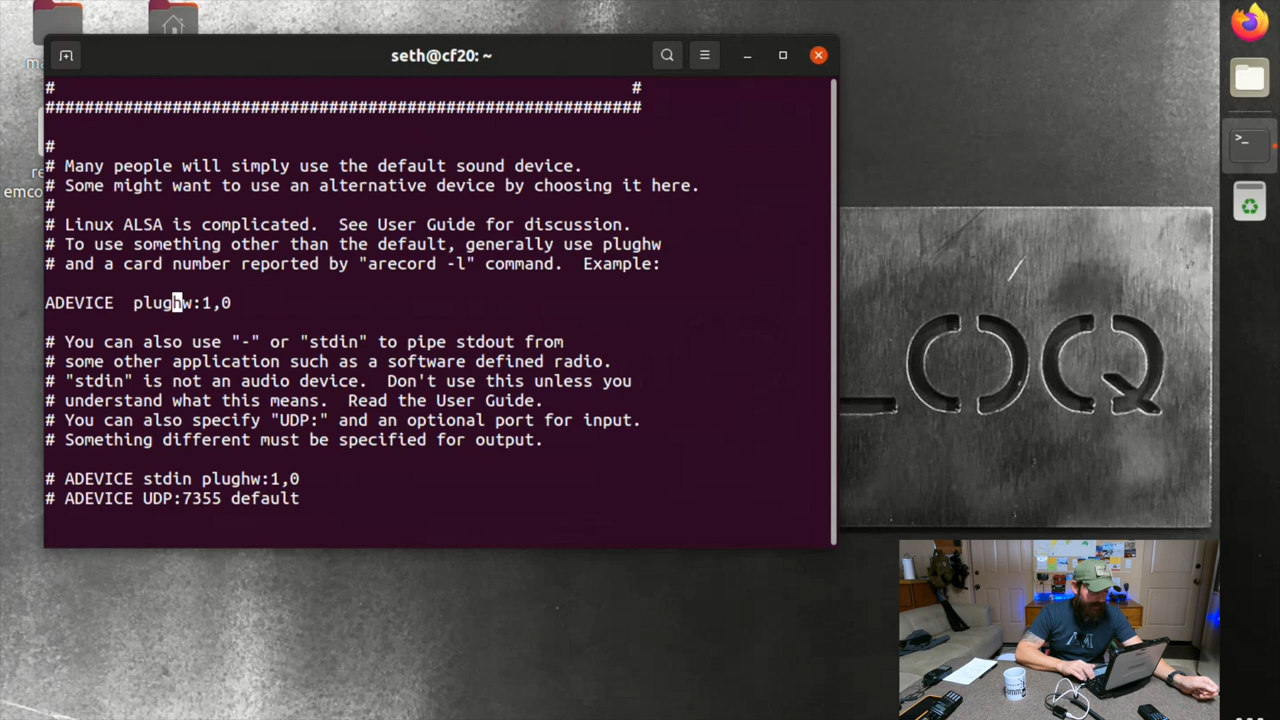 seth@cf20: ~
# #
#############################################################
#
# Many people will simply use the default sound device.
# Some might want to use an alternative device by choosing it here.
#
# Linux ALSA is complicated.  See User Guide for discussion.
# To use something other than the default, generally use plughw
# and a card number reported by "arecord -l" command.  Example:
ADEVICE  plughw:1,0
# You can also use "-" or "stdin" to pipe stdout from
# some other application such as a software defined radio.
# "stdin" is not an audio device.  Don't use this unless you
# understand what this means.  Read the User Guide.
# You can also specify "UDP:" and an optional port for input.
# Something different must be specified for output.
# ADEVICE stdin plughw:1,0
# ADEVICE UDP:7355 default
OQ